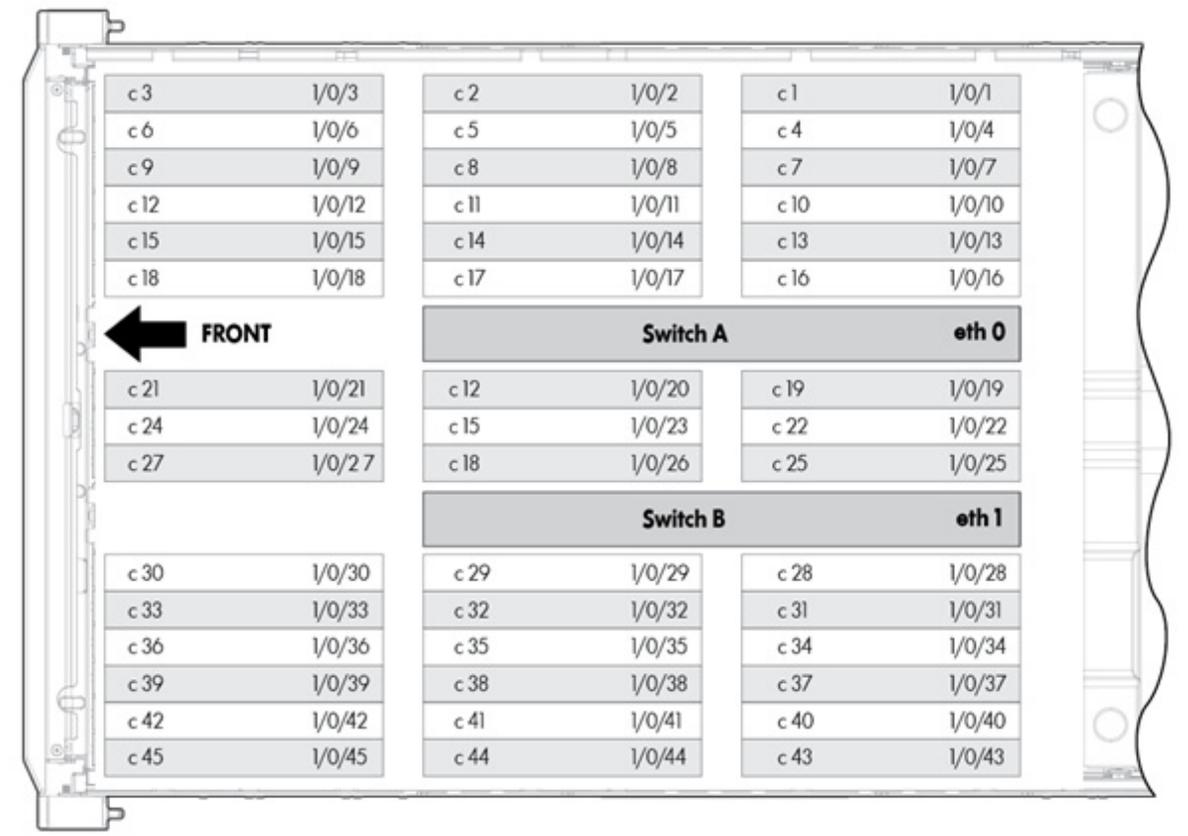 c 3 1/0/3 c 2 1/0/2 c 1 1/0/1
c 6 1/0/6 c 5 1/0/5 c 4 1/0/4
c 9 1/0/9 c 8 1/0/8 c 7 1/0/7
c 12 1/0/12 c 11 1/0/11 c 10 1/0/10
c 15 1/0/15 c 14 1/0/14 c 13 1/0/13
c 18 1/0/18 c 17 1/0/17 c 16 1/0/16
FRONT Switch A eth 0
c 21 1/0/21 c 12 1/0/20 c 19 1/0/19
c 24 1/0/24 c 15 1/0/23 c 22 1/0/22
c 27 1/0/27 c 18 1/0/26 c 25 1/0/25
Switch B eth 1
c 30 1/0/30 c 29 1/0/29 c 28 1/0/28
c 33 1/0/33 c 32 1/0/32 c 31 1/0/31
c 36 1/0/36 c 35 1/0/35 c 34 1/0/34
c 39 1/0/39 c 38 1/0/38 c 37 1/0/37
c 42 1/0/42 c 41 1/0/41 c 40 1/0/40
c 45 1/0/45 c 44 1/0/44 c 43 1/0/43